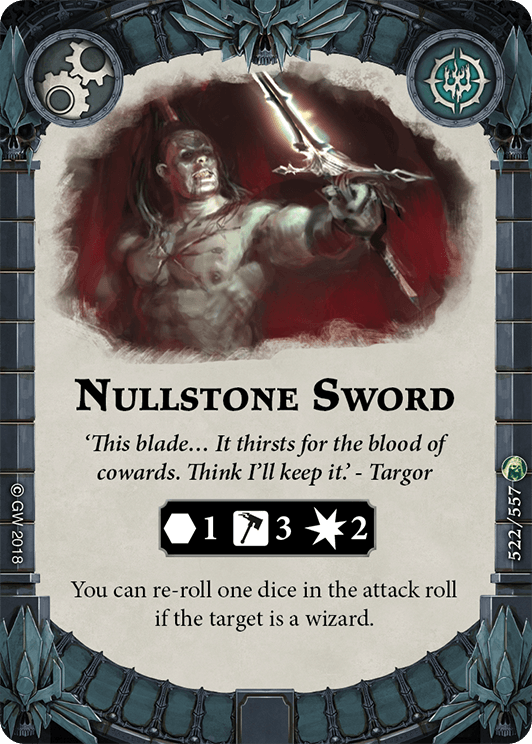 NULLSTONE SWORD
‘This blade… It thirsts for the blood of
cowards. Think I’ll keep it.’ - Targor
1 3 2
You can re-roll one dice in the attack roll
if the target is a wizard.
© GW 2018
522/557